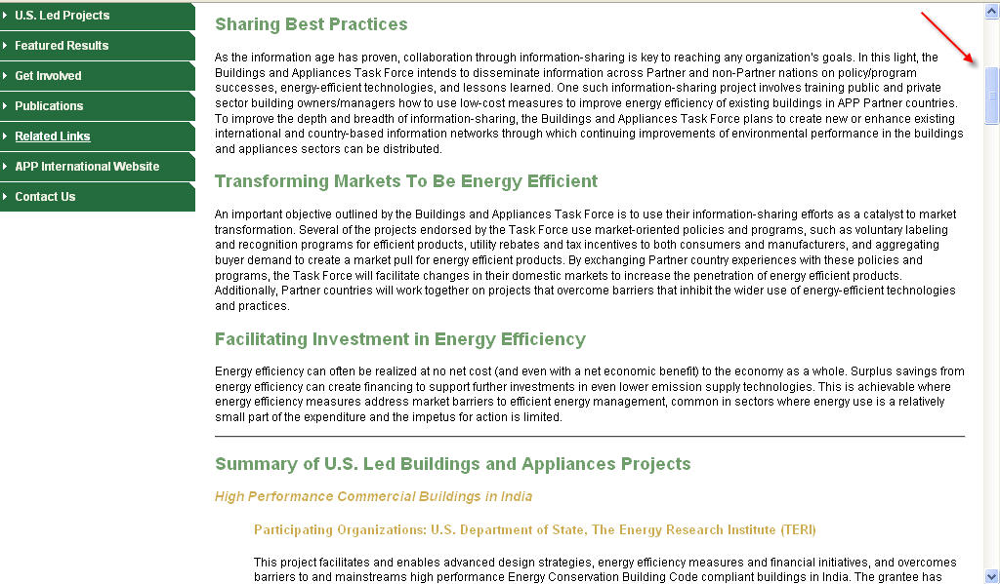 U.S. Led Projects
Featured Results
Get Involved
Publications
Related Links
APP International Website
Contact Us
Sharing Best Practices
As the information age has proven, collaboration through information-sharing is key to reaching any organization's goals. In this light, the
Buildings and Appliances Task Force intends to disseminate information across Partner and non-Partner nations on policy/program
successes, energy-efficient technologies, and lessons learned. One such information-sharing project involves training public and private
sector building owners/managers how to use low-cost measures to improve energy efficiency of existing buildings in APP Partner countries.
To improve the depth and breadth of information-sharing, the Buildings and Appliances Task Force plans to create new or enhance existing
international and country-based information networks through which continuing improvements of environmental performance in the buildings
and appliances sectors can be distributed.
Transforming Markets To Be Energy Efficient
An important objective outlined by the Buildings and Appliances Task Force is to use their information-sharing efforts as a catalyst to market
transformation. Several of the projects endorsed by the Task Force use market-oriented policies and programs, such as voluntary labeling
and recognition programs for efficient products, utility rebates and tax incentives to both consumers and manufacturers, and aggregating
buyer demand to create a market pull for energy efficient products. By exchanging Partner country experiences with these policies and
programs, the Task Force will facilitate changes in their domestic markets to increase the penetration of energy efficient products.
Additionally, Partner countries will work together on projects that overcome barriers that inhibit the wider use of energy-efficient technologies
and practices.
Facilitating Investment in Energy Efficiency
Energy efficiency can often be realized at no net cost (and even with a net economic benefit) to the economy as a whole. Surplus savings from
energy efficiency can create financing to support further investments in even lower emission supply technologies. This is achievable where
energy efficiency measures address market barriers to efficient energy management, common in sectors where energy use is a relatively
small part of the expenditure and the impetus for action is limited.
Summary of U.S. Led Buildings and Appliances Projects
High Performance Commercial Buildings in India
Participating Organizations: U.S. Department of State, The Energy Research Institute (TERI)
This project facilitates and enables advanced design strategies, energy efficiency measures and financial initiatives, and overcomes
barriers to and mainstreams high performance Energy Conservation Building Code compliant buildings in India. The grantee has